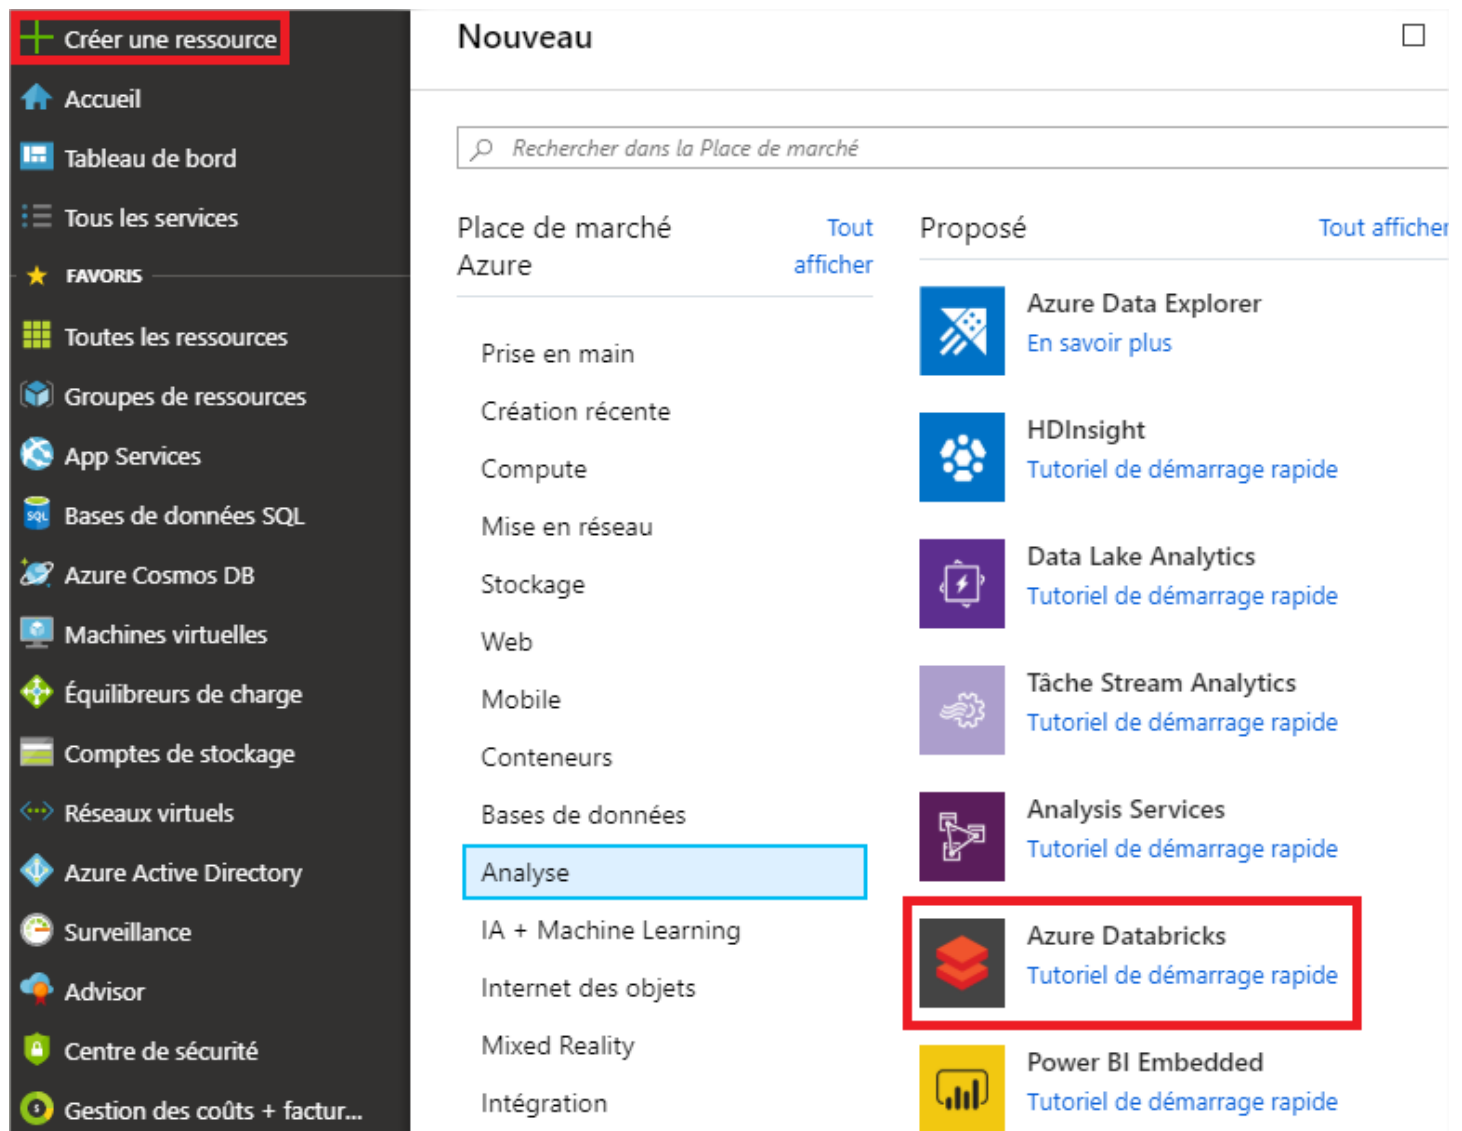 Créer une ressource
Accueil
Tableau de bord
Tous les services
FAVORIS
Toutes les ressources
Groupes de ressources
App Services
SQL
Bases de données SQL
Azure Cosmos DB
Machines virtuelles
Équilibreurs de charge
Comptes de stockage
Réseaux virtuels
Azure Active Directory
Surveillance
Advisor
Centre de sécurité
Gestion des coûts + factur...
Nouveau
Rechercher dans la Place de marché
Place de marché
Azure
Tout
afficher
Prise en main
Création récente
Compute
Mise en réseau
Stockage
Web
Mobile
Conteneurs
Bases de données
Analyse
IA + Machine Learning
Internet des objets
Mixed Reality
Intégration
Proposé
Tout afficher
Azure Data Explorer
En savoir plus
HDInsight
Tutoriel de démarrage rapide
Data Lake Analytics
Tutoriel de démarrage rapide
Tâche Stream Analytics
Tutoriel de démarrage rapide
Analysis Services
Tutoriel de démarrage rapide
Azure Databricks
Tutoriel de démarrage rapide
Power BI Embedded
Tutoriel de démarrage rapide